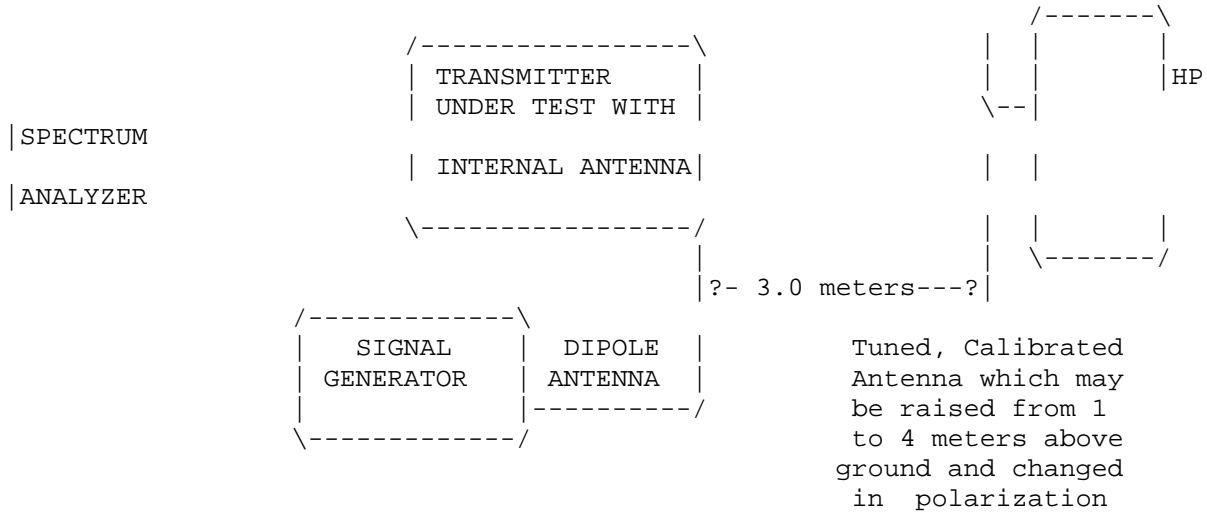 TRANSMITTER
UNDER TEST WITH
INTERNAL ANTENNA
HP
SPECTRUM
ANALYZER
?- 3.0 meters---?
SIGNAL
GENERATOR
DIPOLE
ANTENNA
Tuned, Calibrated
Antenna which may
be raised from 1
to 4 meters above
ground and changed
in polarization